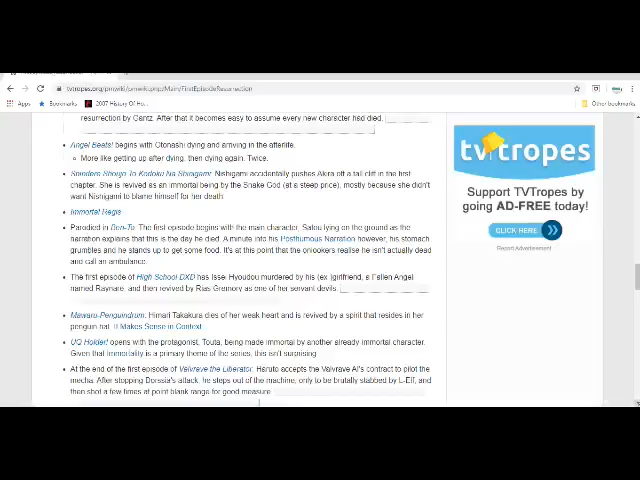 tvtropes.org/pmwiki/pmwiki.php/Main/FirstEpisodeResurrection
Apps Bookmarks 2007 History Of Ho... Other bookmarks
resurrection by Gantz. After that it becomes easy to assume every new character had died.
Angel Beats! begins with Otonashi dying and arriving in the afterlife.
More like getting up after dying, then dying again. Twice.
Shindere Shoujo To Kodoku Na Shinigami: Nishigami accidentally pushes Akira off a tall cliff in the first
chapter. She is revived as an immortal being by the Snake God (at a steep price), mostly because she didn't
want Nishigami to blame himself for her death
Immortal Regis
Parodied in Ben-To. The first episode begins with the main character, Satou lying on the ground as the
narration explains that this is the day he died. A minute into his Posthumous Narration however, his stomach
grumbles and he stands up to get some food. It's at this point that the onlookers realise he isn't actually dead
and call an ambulance.
The first episode of High School DXD has Issei Hyoudou murdered by his (ex-)girlfriend, a Fallen Angel
named Raynare, and then revived by Rias Gremory as one of her servant devils.
Mawaru-Penguindrum. Himari Takakura dies of her weak heart and is revived by a spirit that resides in her
penguin hat. It Makes Sense in Context
UQ Holder! opens with the protagonist, Touta, being made immortal by another already-immortal character.
Given that Immortality is a primary theme of the series, this isn't surprising
At the end of the first episode of Valvrave the Liberator, Haruto accepts the Valvrave AI's contract to pilot the
mecha. After stopping Dorssia's attack, he steps out of the machine, only to be brutally stabbed by L-Elf, and
then shot a few times at point blank range for good measure.
tvtropes
Support TVTropes by
going AD-FREE today!
CLICK HERE
Report Advertisement